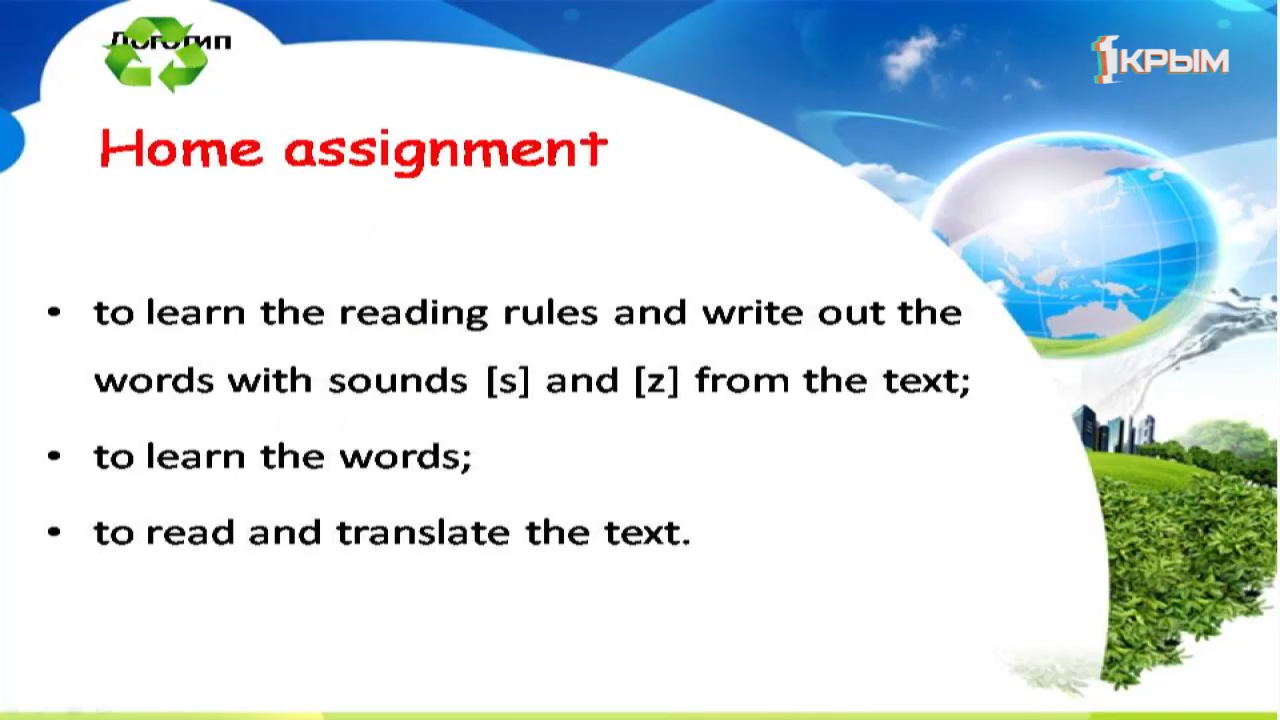 Логотип
1КРЫМ
Home assignment
• to learn the reading rules and write out the
words with sounds [s] and [z] from the text;
• to learn the words;
• to read and translate the text.